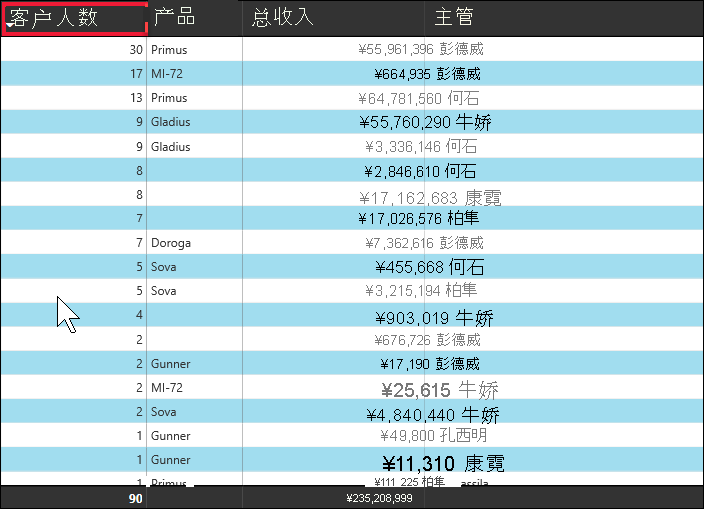 客户人数 产品 总收入 主管
30 Primus ¥55,961,396 彭德威
17 MI-72 ¥664,935 彭德威
13 Primus ¥64,781,560 何石
9 Gladius ¥55,760,290 牛娇
9 Gladius ¥3,336,146 何石
8 ¥2,846,610 何石
8 ¥17,162,683 康霓
7 ¥17,026,576 柏隼
7 Doroga ¥7,362,616 彭德威
5 Sova ¥455,668 何石
5 Sova ¥3,215,194 柏隼
4 ¥903,019 牛娇
2 ¥676,726 彭德威
2 Gunner ¥17,190 彭德威
2 MI-72 ¥25,615 牛娇
2 Sova ¥4,840,440 牛娇
1 Gunner ¥49,800 孔西明
1 Gunner ¥11,310 康霓
1 Primus ¥111,225 柏隼 assila
90 ¥235,208,999